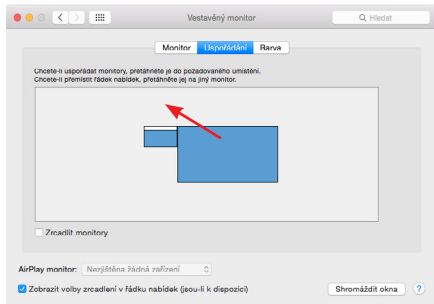 Vestavěný monitor
Hledat
Monitor Uspořádání Barva
Chcete-li uspořádat monitory, přetáhněte je do požadovaného umístění.
Chcete-li přemístit řádek nabídek, přetáhněte jej na jiný monitor.
Zrcadlit monitory
AirPlay monitor: Nezjištěna žádná zařízení
Zobrazit volby zrcadlení v řádku nabídek (jsou-li k dispozici)
Shromáždit okna ?